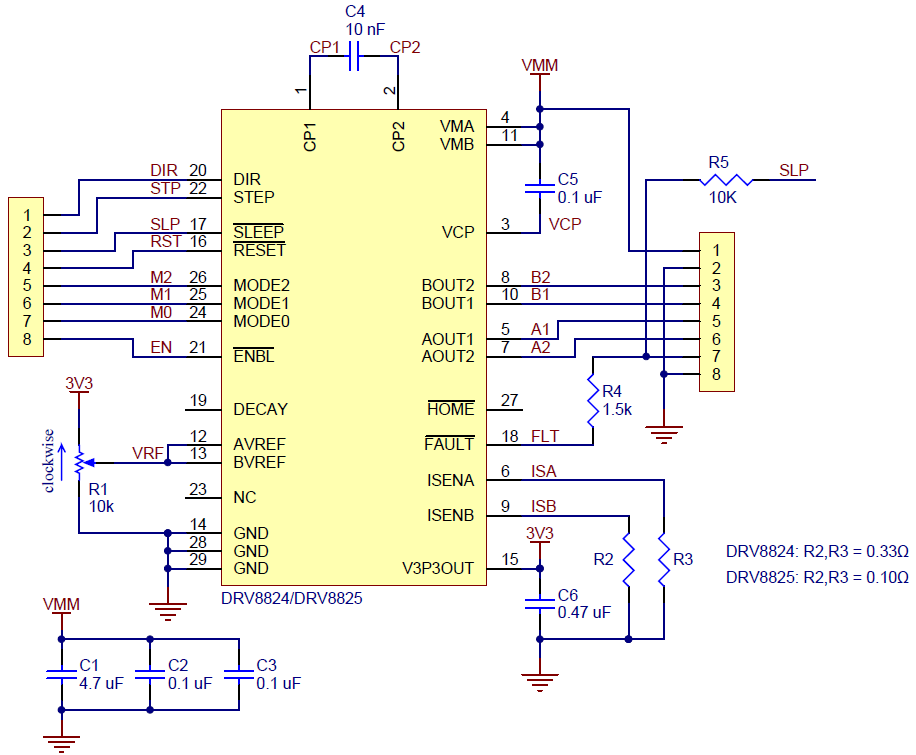 C4
10 nF
CP1
CP2
1
2
CP1
CP2
VMM
VMA
4
VMB
11
C5
0.1 uF
VCP
3
VCP
R5
10K
SLP
DIR
20
DIR
STP
22
STEP
SLP
17
SLEEP
RST
16
RESET
M2
26
MODE2
M1
25
MODE1
M0
24
MODE0
EN
21
ENBL
1
2
3
4
5
6
7
8
BOUT2
8
B2
BOUT1
10
B1
AOUT1
5
A1
AOUT2
7
A2
1
2
3
4
5
6
7
8
3V3
clockwise
R1
10k
VRF
19
DECAY
12
AVREF
13
BVREF
23
NC
14
GND
28
GND
29
GND
HOME
27
R4
1.5k
FAULT
18
FLT
ISENA
6
ISA
ISENB
9
ISB
3V3
V3P3OUT
15
C6
0.47 uF
R2
R3
DRV8824: R2,R3 = 0.33Ω
DRV8825: R2,R3 = 0.10Ω
DRV8824/DRV8825
VMM
C1
4.7 uF
C2
0.1 uF
C3
0.1 uF